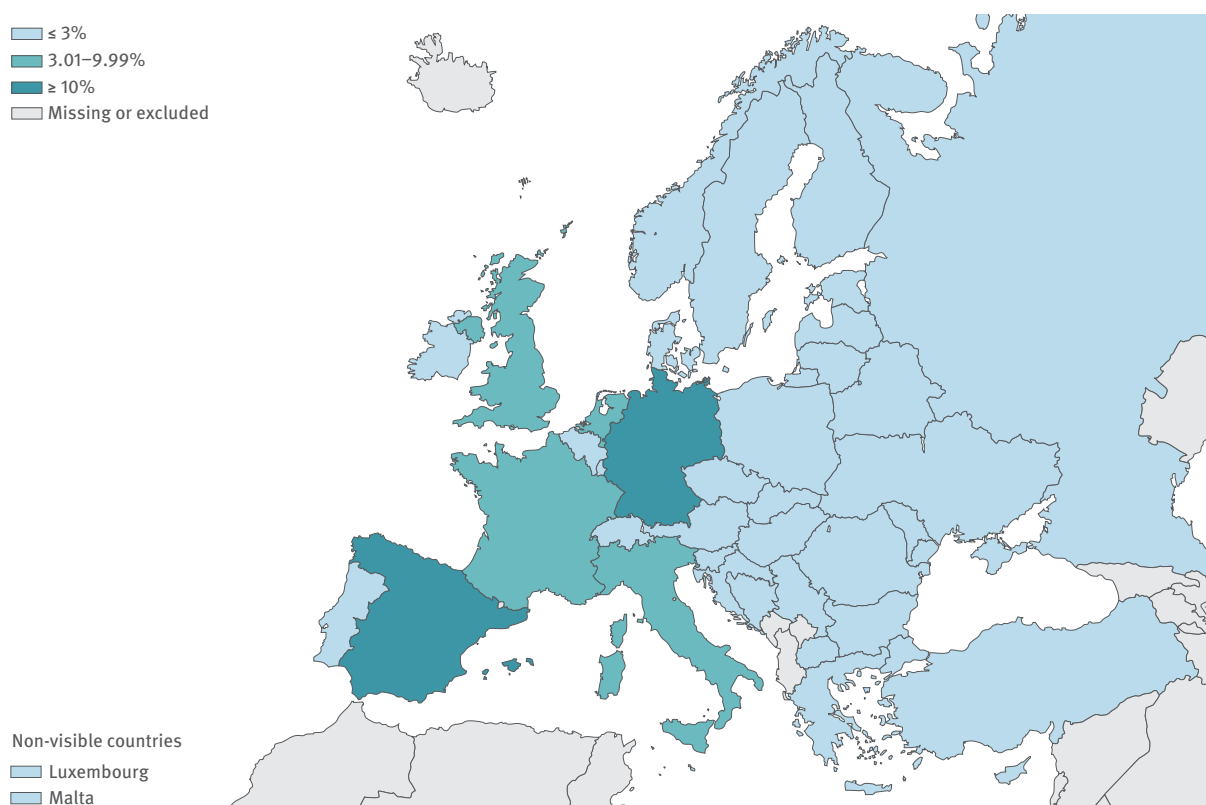 ≤ 3%
3.01–9.99%
≥ 10%
Missing or excluded
Non-visible countries
Luxembourg
Malta